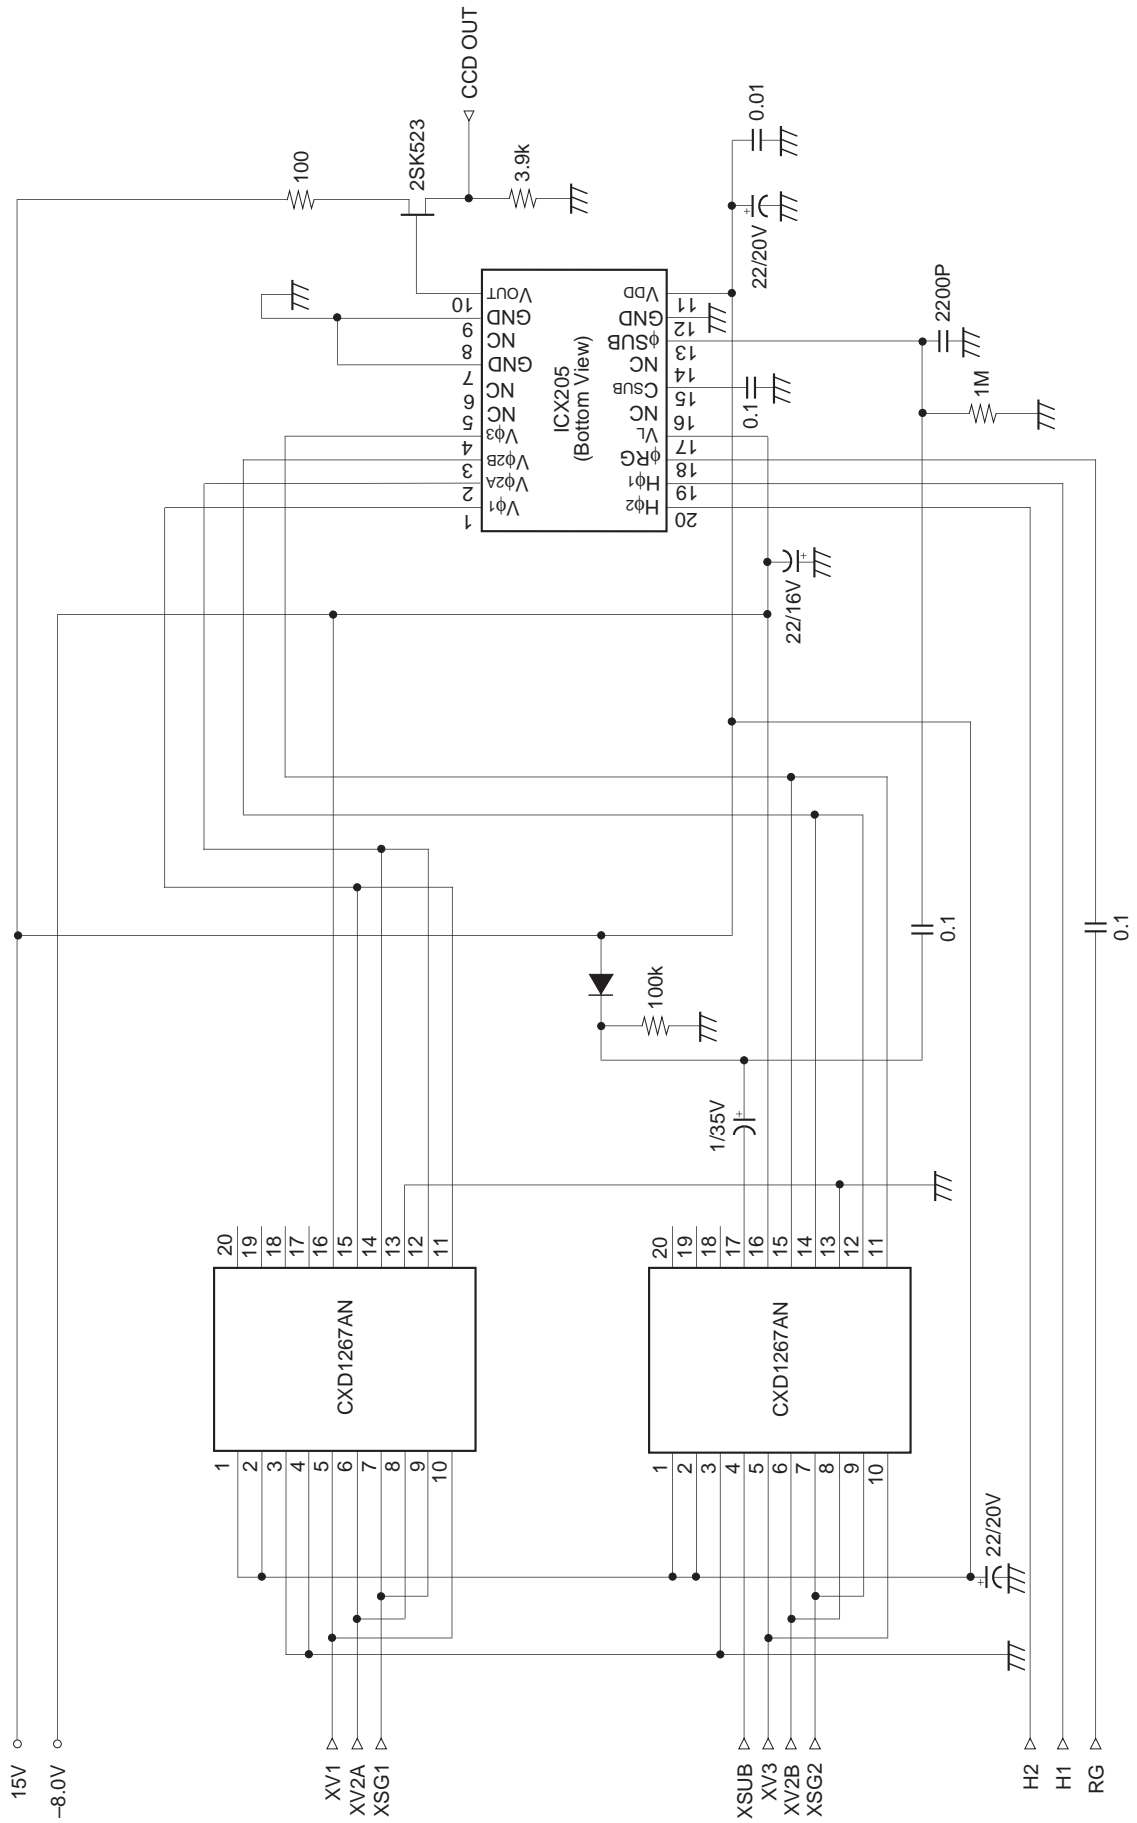 15V
–8.0V
XV1
XV2A
XSG1
XSUB
XV3
XV2B
XSG2
H2
H1
RG
1
2
3
4
5
6
7
8
9
10
CXD1267AN
20
19
18
17
16
15
14
13
12
11
1
2
3
4
5
6
7
8
9
10
CXD1267AN
20
19
18
17
16
15
14
13
12
11
22/20V
1/35V
100k
0.1
0.1
22/16V
1
2
3
4
5
6
7
8
9
10
Vϕ1
Vϕ2A
Vϕ2B
Vϕ3
NC
NC
GND
NC
GND
VOUT
ICX205
(Bottom View)
Hϕ2
Hϕ1
ϕRG
VL
NC
CSUB
NC
ϕSUB
GND
VDD
20
19
18
17
16
15
14
13
12
11
0.1
1M
2200P
22/20V
0.01
100
2SK523
3.9k
CCD OUT